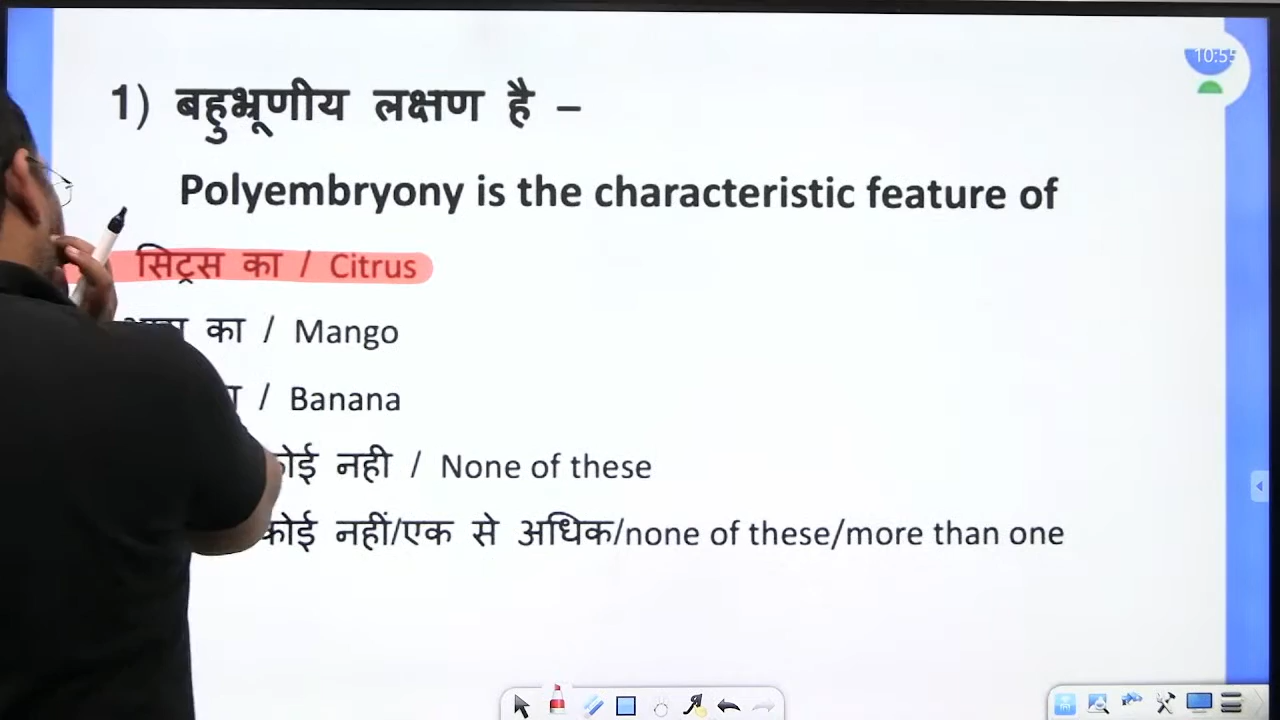 10:55
1) बहुभ्रूणीय लक्षण है –
Polyembryony is the characteristic feature of
सिट्रस का / Citrus
का / Mango
/ Banana
कोई नही / None of these
कोई नहीं/एक से अधिक/none of these/more than one